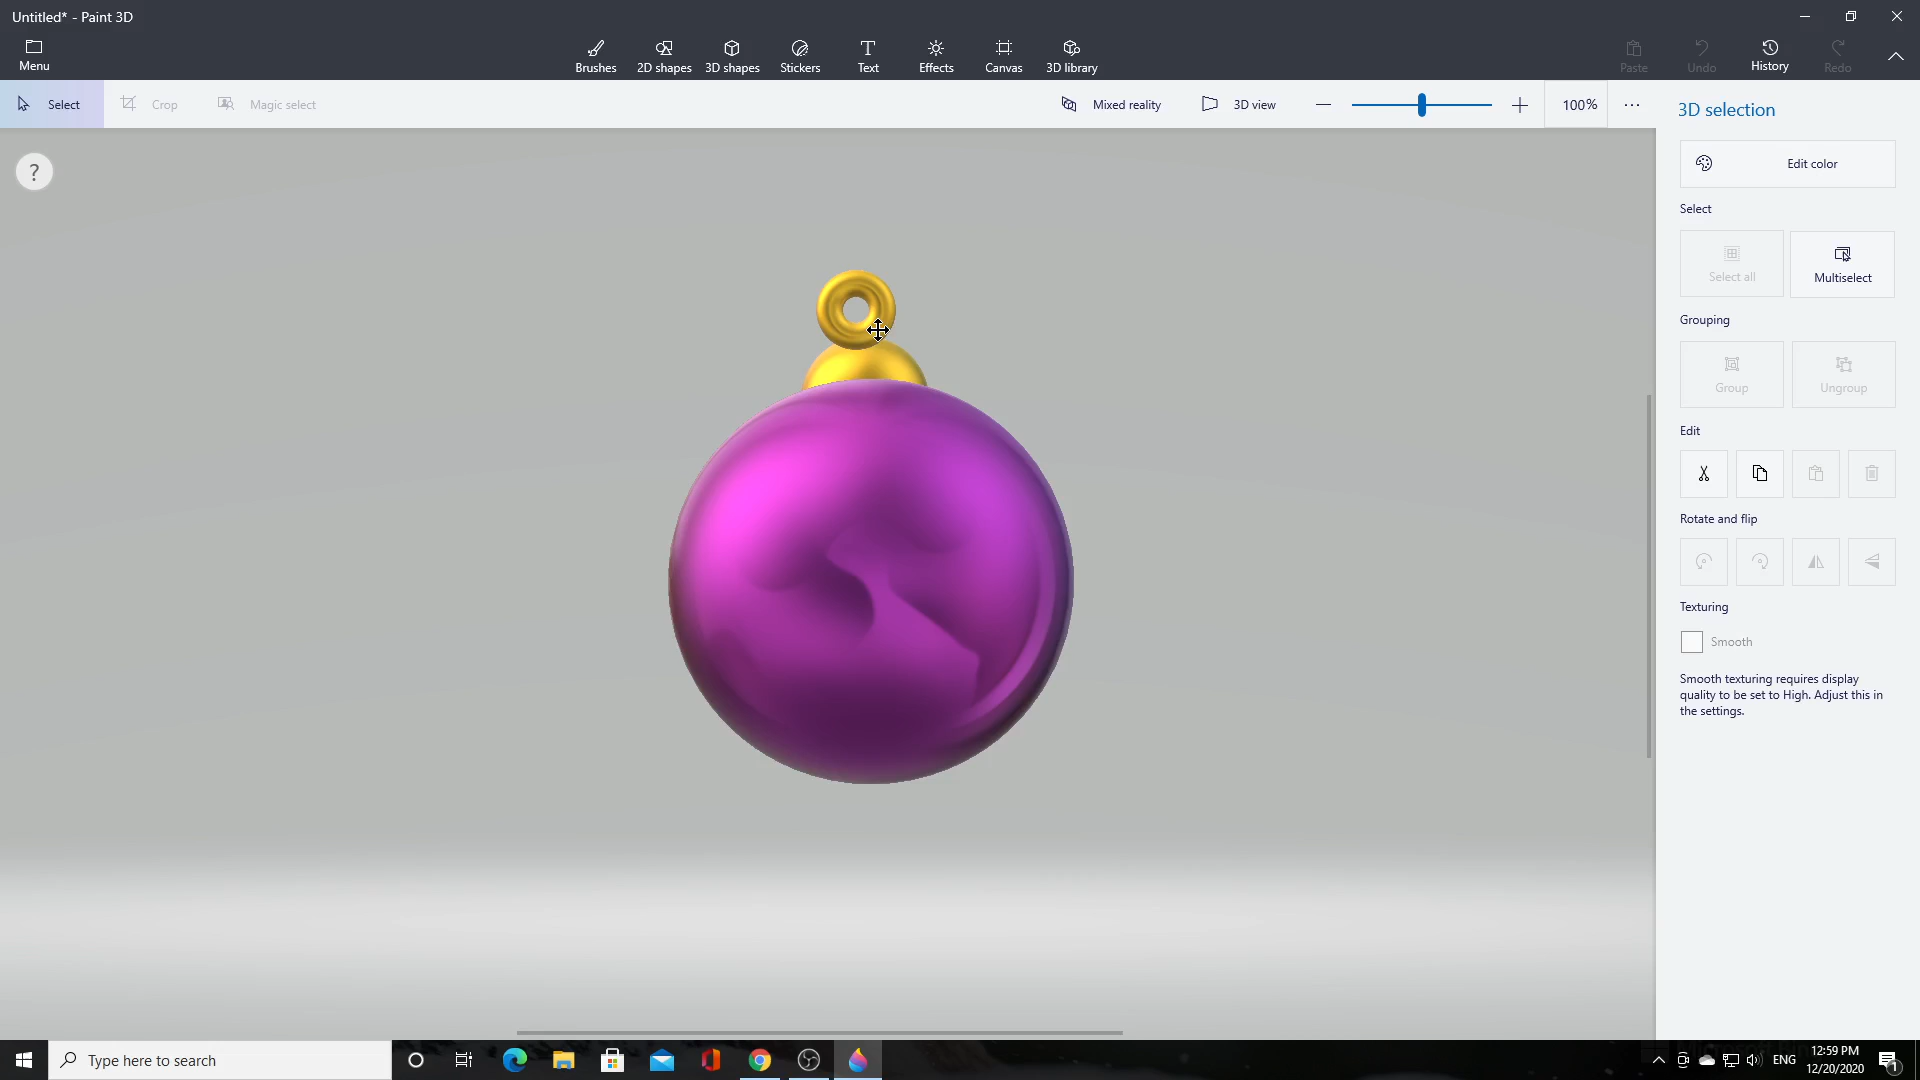 Untitled* - Paint 3D
Menu
Brushes
2D shapes
3D shapes
Stickers
Text
Effects
Canvas
3D library
Paste
Undo
History
Redo
Select
Crop
Magic select
Mixed reality
3D view
100%
3D selection
?
Edit color
Select
Select all
Multiselect
Grouping
Group
Ungroup
Edit
Rotate and flip
Texturing
Smooth
Smooth texturing requires display
quality to be set to High. Adjust this in
the settings.
Type here to search
ENG
12:59 PM
12/20/2020
1